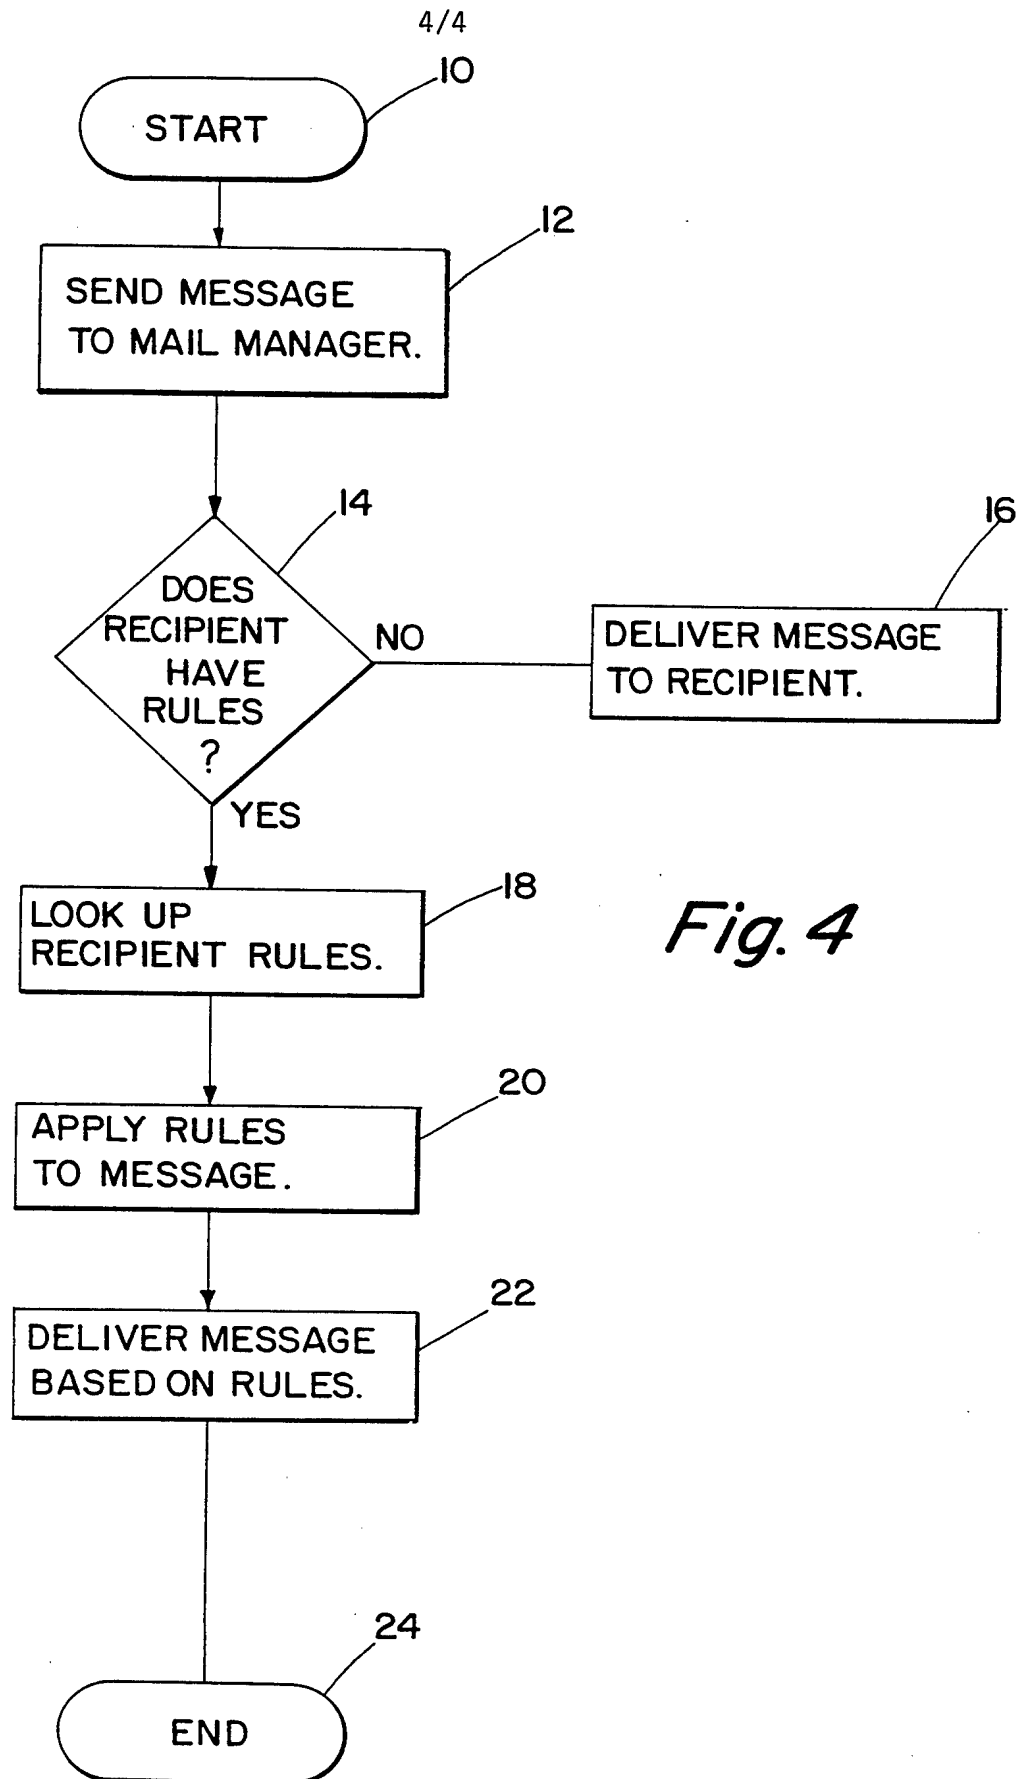 4/4
10
START
12
SEND MESSAGE
TO MAIL MANAGER.
14
DOES
RECIPIENT
HAVE
RULES
?
NO
16
DELIVER MESSAGE
TO RECIPIENT.
YES
18
LOOK UP
RECIPIENT RULES.
Fig. 4
20
APPLY RULES
TO MESSAGE.
22
DELIVER MESSAGE
BASED ON RULES.
24
END